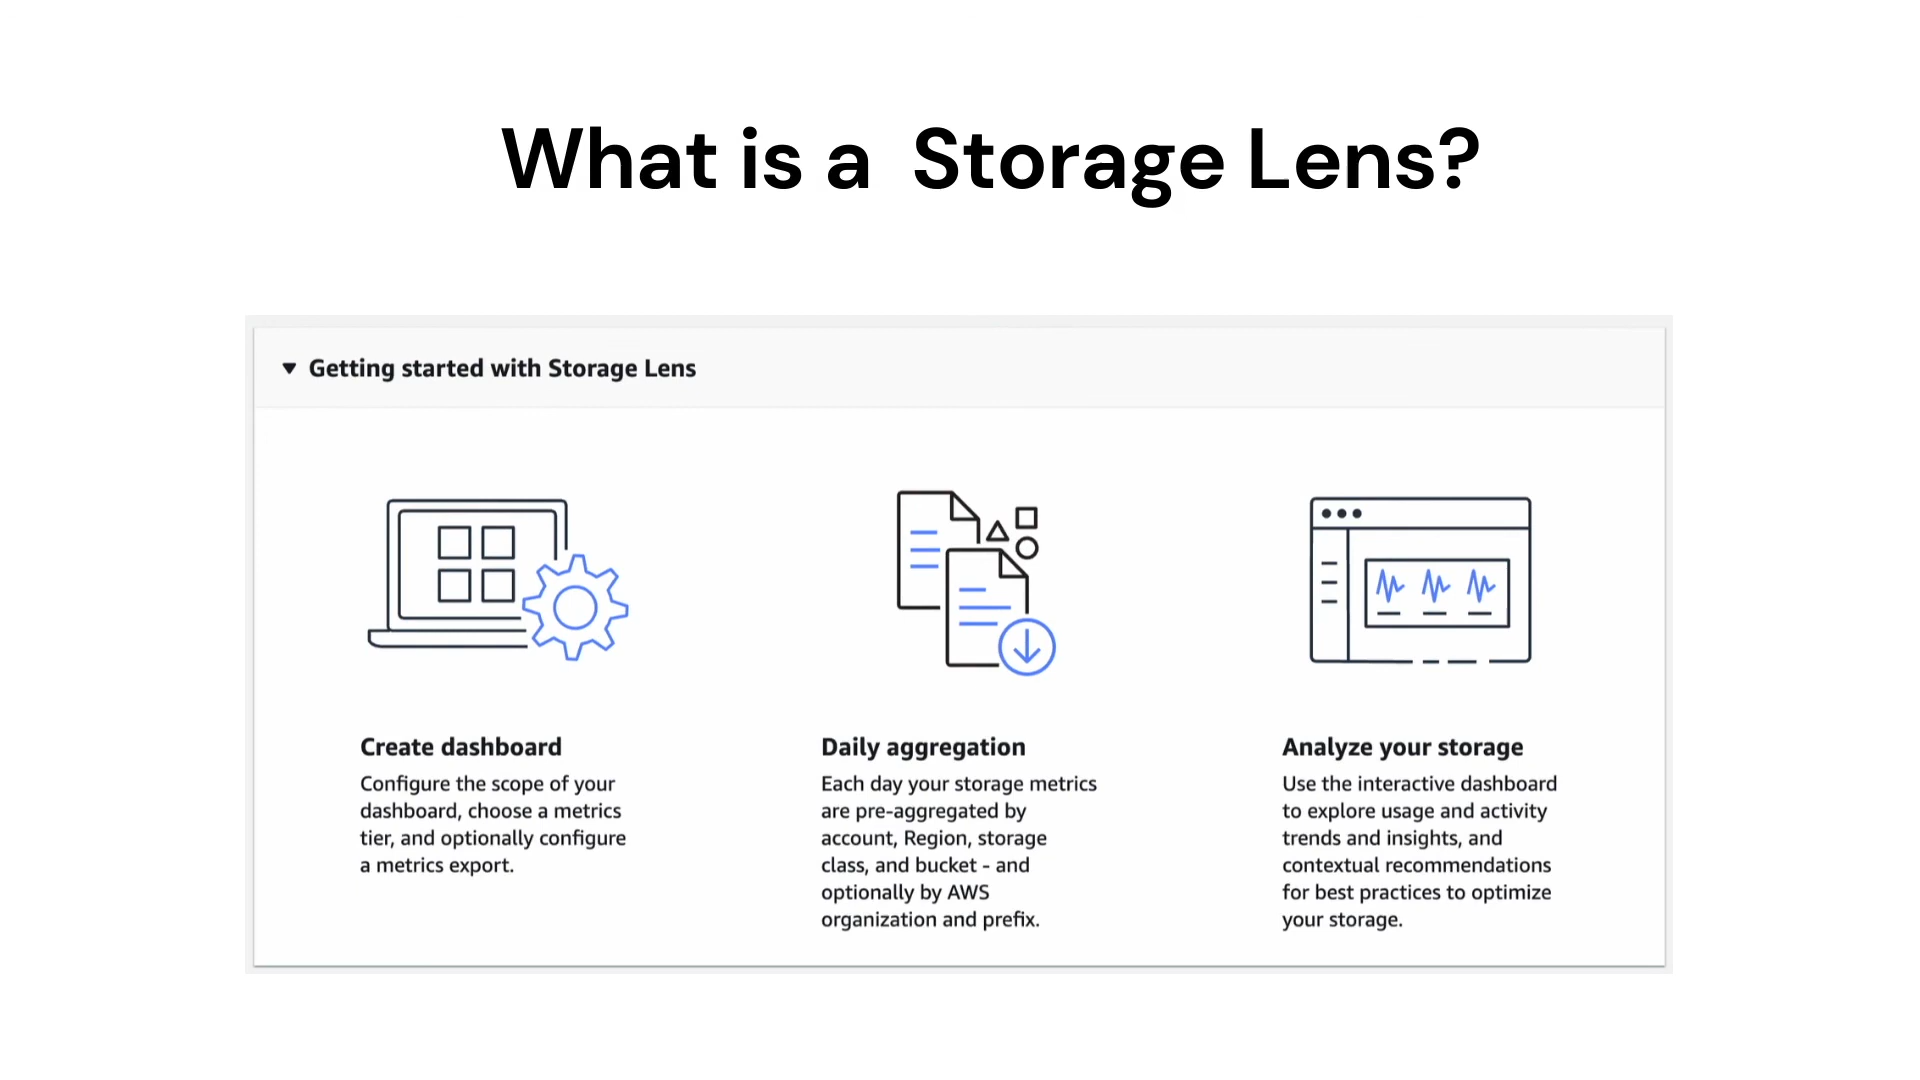 What is a Storage Lens?
Getting started with Storage Lens
Create dashboard
Configure the scope of your
dashboard, choose a metrics
tier, and optionally configure
a metrics export.
Daily aggregation
Each day your storage metrics
are pre-aggregated by
account, Region, storage
class, and bucket - and
optionally by AWS
organization and prefix.
Analyze your storage
Use the interactive dashboard
to explore usage and activity
trends and insights, and
contextual recommendations
for best practices to optimize
your storage.